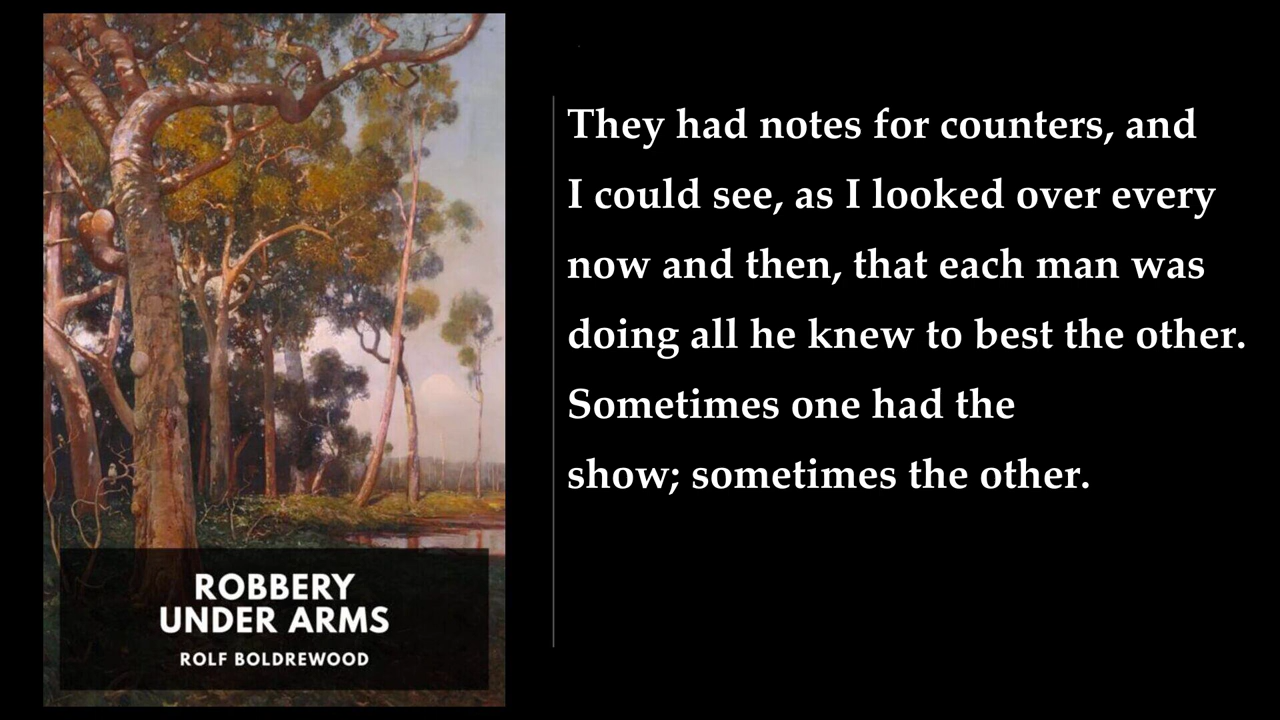 They had notes for counters, and
I could see, as I looked over every
now and then, that each man was
doing all he knew to best the other.
Sometimes one had the
show; sometimes the other.
ROBBERY
UNDER ARMS
ROLF BOLDREWOOD